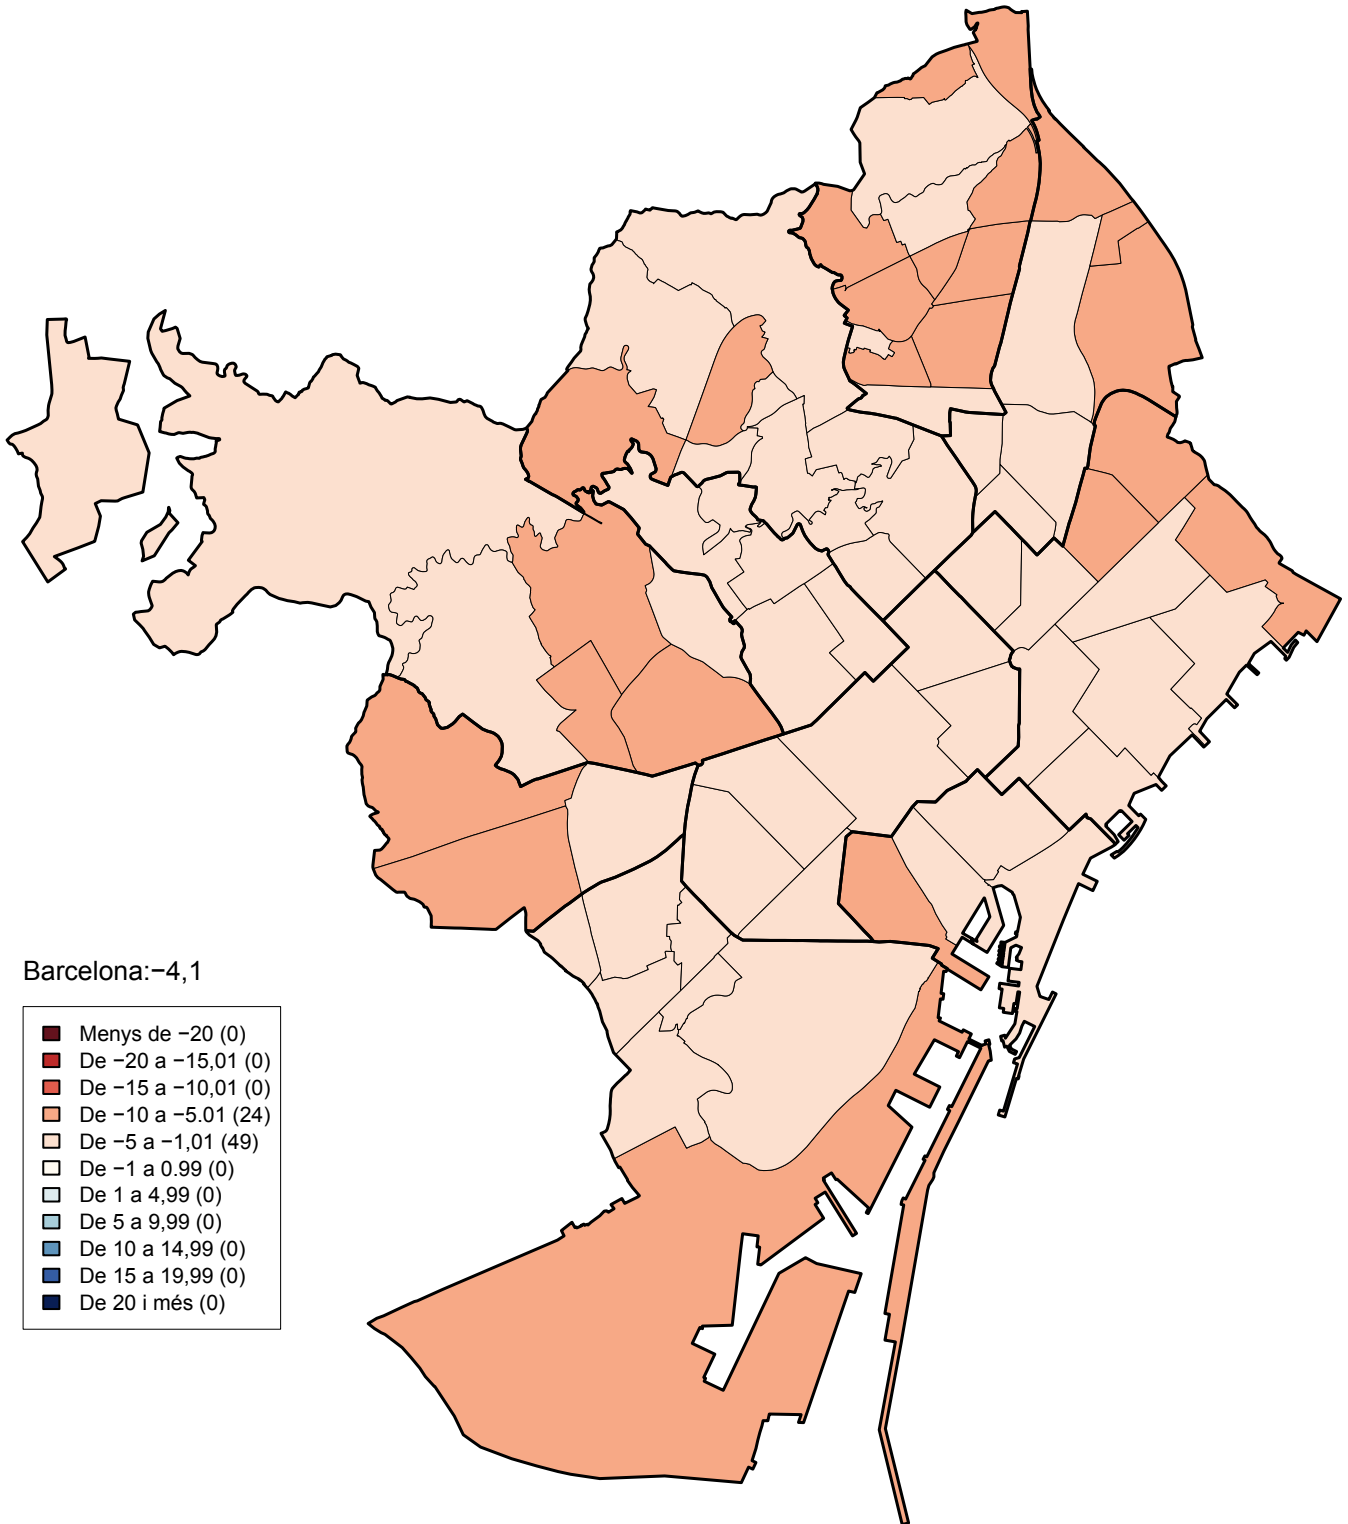 Barcelona:−4,1
Menys de −20 (0)
De −20 a −15,01 (0)
De −15 a −10,01 (0)
De −10 a −5.01 (24)
De −5 a −1,01 (49)
De −1 a 0.99 (0)
De 1 a 4,99 (0)
De 5 a 9,99 (0)
De 10 a 14,99 (0)
De 15 a 19,99 (0)
De 20 i més (0)